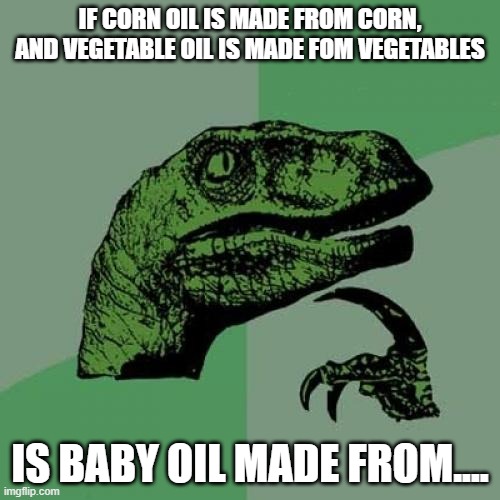 IF CORN OIL IS MADE FROM CORN,
AND VEGETABLE OIL IS MADE FOM VEGETABLES
IS BABY OIL MADE FROM....
imgflip.com